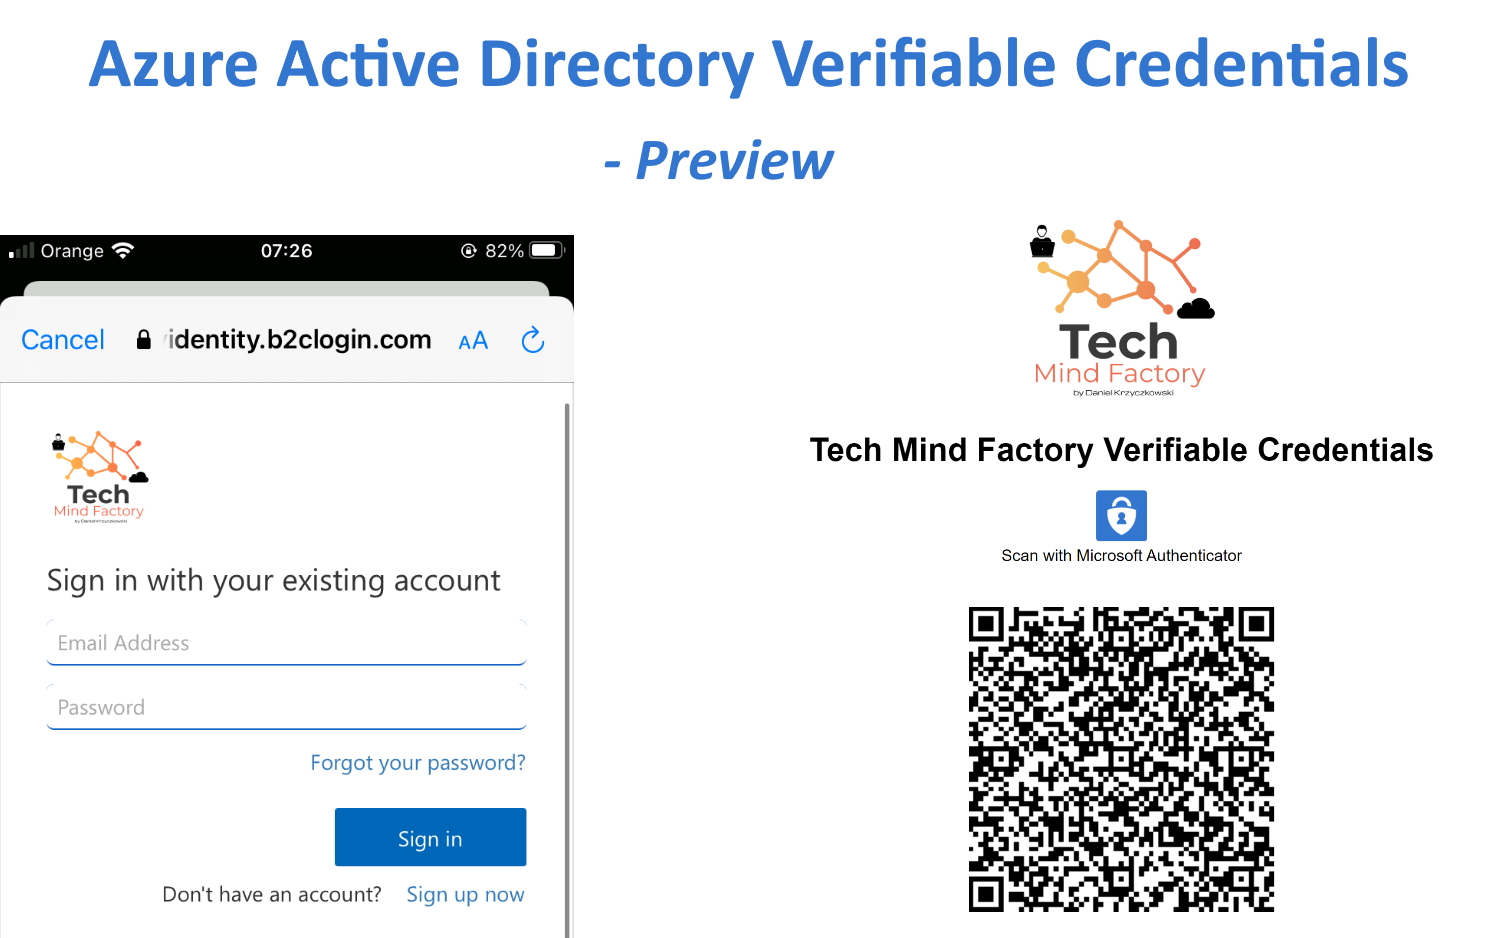 Azure Active Directory Verifiable Credentials
- Preview
Orange 07:26 82%
Cancel identity.b2clogin.com AA
Tech
Mind Factory
by Daniel Krzyczkowski
Sign in with your existing account
Email Address
Password
Forgot your password?
Sign in
Don't have an account? Sign up now
Tech
Mind Factory
by Daniel Krzyczkowski
Tech Mind Factory Verifiable Credentials
Scan with Microsoft Authenticator